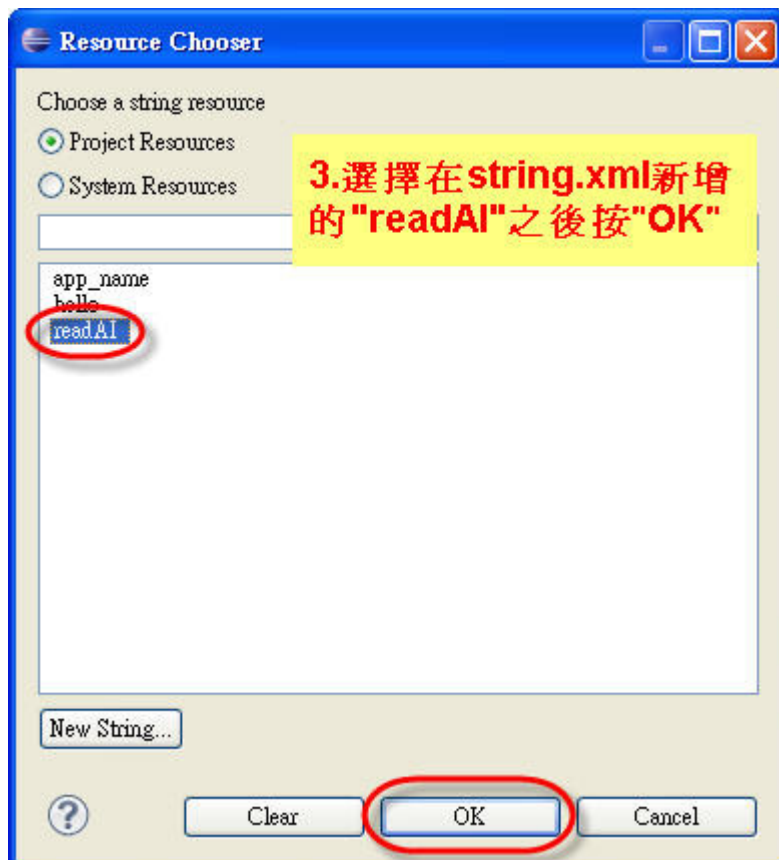 Resource Chooser
Choose a string resource
Project Resources
System Resources
3.選擇在string.xml新增
的"readAI"之後按"OK"
app_name
hello
readAI
New String...
?
Clear
OK
Cancel